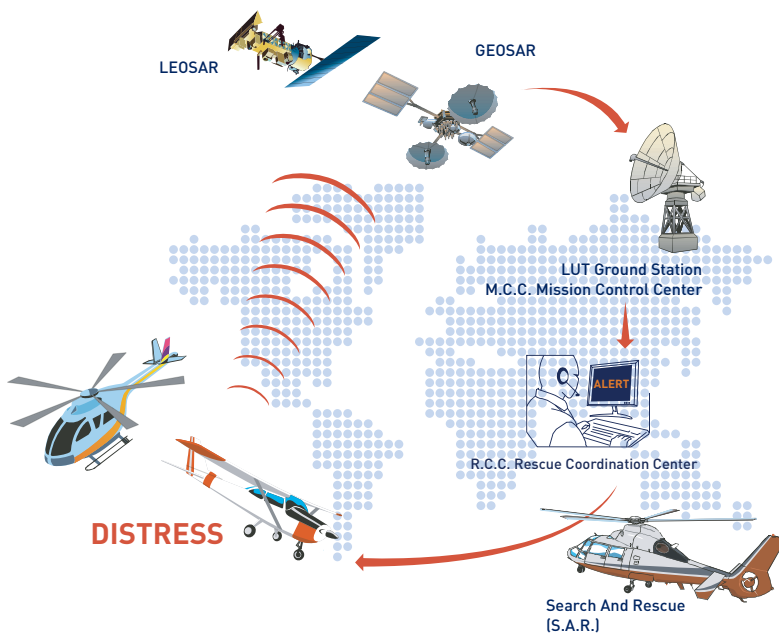 LEOSAR
GEOSAR
LUT Ground Station
M.C.C. Mission Control Center
ALERT
R.C.C. Rescue Coordination Center
DISTRESS
Search And Rescue
(S.A.R.)